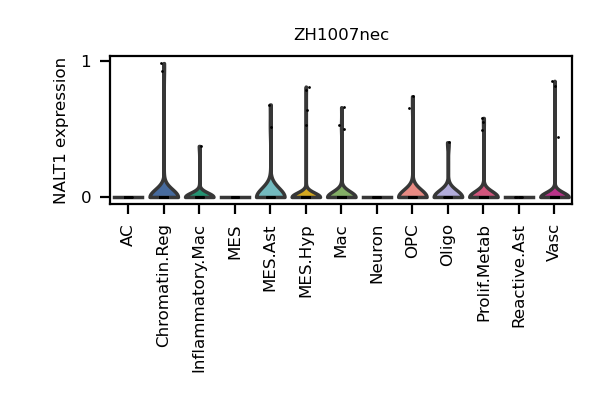 ZH1007nec
NALT1 expression
1
0
AC
Chromatin.Reg
Inflammatory.Mac
MES
MES.Ast
MES.Hyp
Mac
Neuron
OPC
Oligo
Prolif.Metab
Reactive.Ast
Vasc